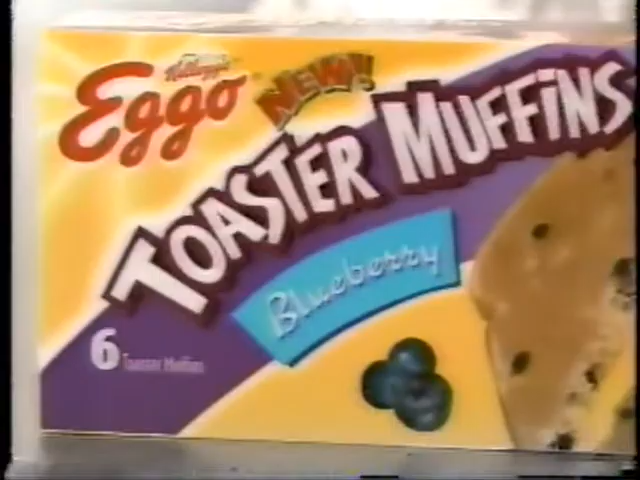 Kellogg's
Eggo
NEW!
TOASTER MUFFINS
Blueberry
6 Toaster Muffins